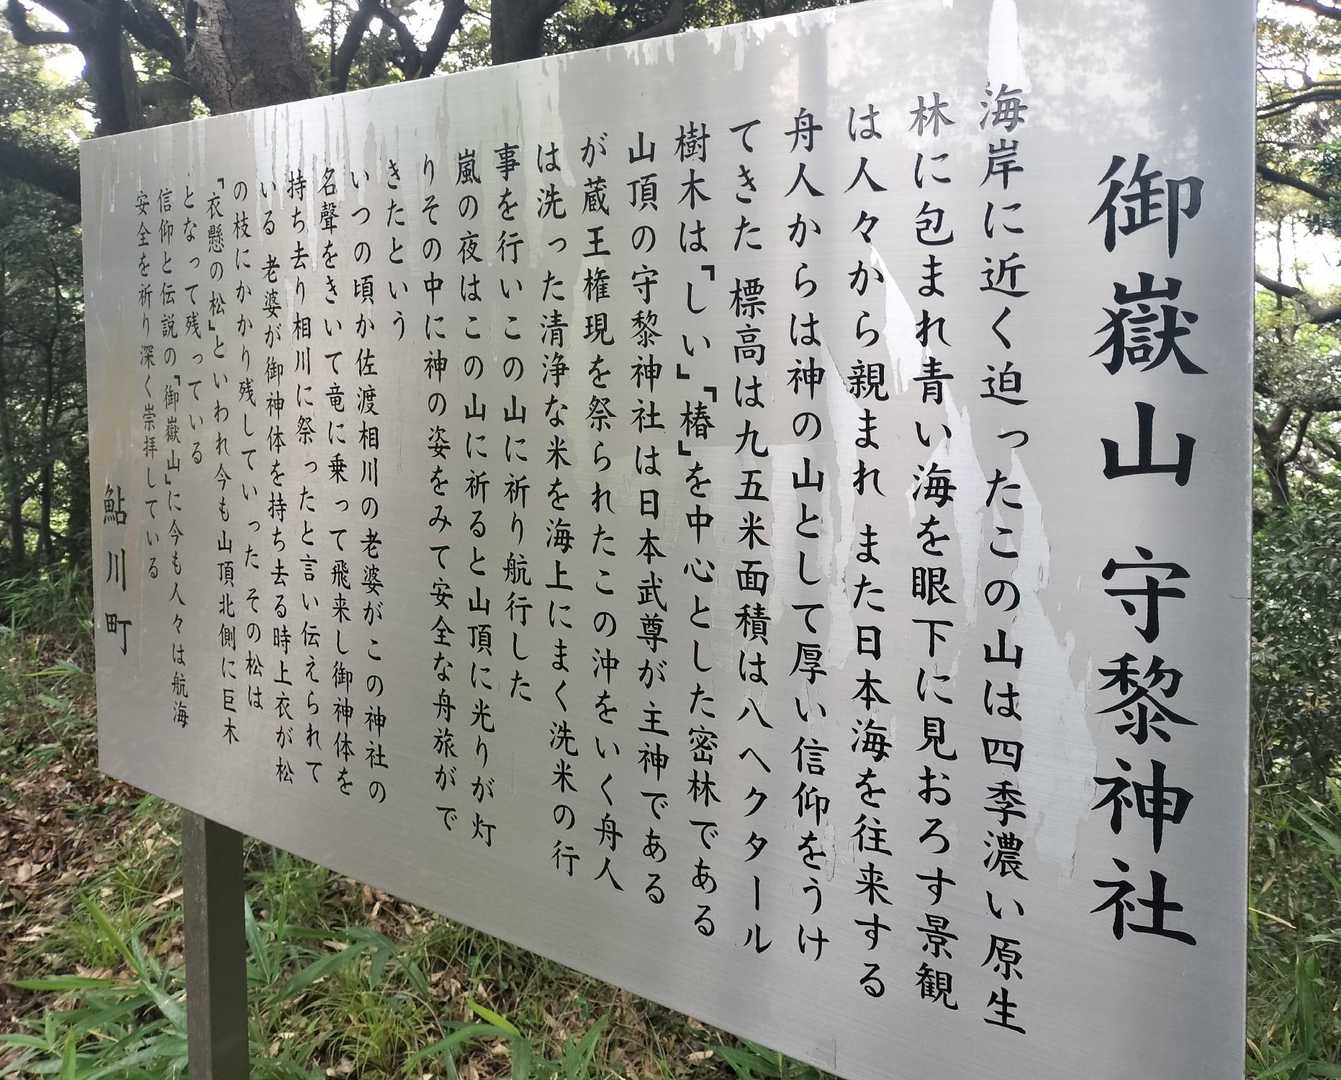 御嶽山 守黎神社
海岸に近く迫ったこの山は四季濃い原生
林に包まれ青い海を眼下に見おろす景観
は人々から親まれ また日本海を往来する
舟人からは神の山として厚い信仰をうけ
てきた 標高は九五米面積は八ヘクタール
樹木は「しい」「椿」を中心とした密林である
山頂の守黎神社は日本武尊が主神である
が蔵王権現を祭られたこの沖をいく舟人
は洗った清浄な米を海上にまく洗米の行
事を行いこの山に祈り航行した
嵐の夜はこの山に祈ると山頂に光りが灯
りその中に神の姿をみて安全な舟旅がで
きたという
いつの頃か佐渡相川の老婆がこの神社の
名聲をきいて竜に乗って飛来し御神体を
持ち去り相川に祭ったと言い伝えられて
いる 老婆が御神体を持ち去る時上衣が松
の枝にかかり残していったその松は
「衣懸の松」といわれ今も山頂北側に巨木
となって残っている
信仰と伝説の「御嶽山」に今も人々は航海
安全を祈り深く崇拝している
鮎川町